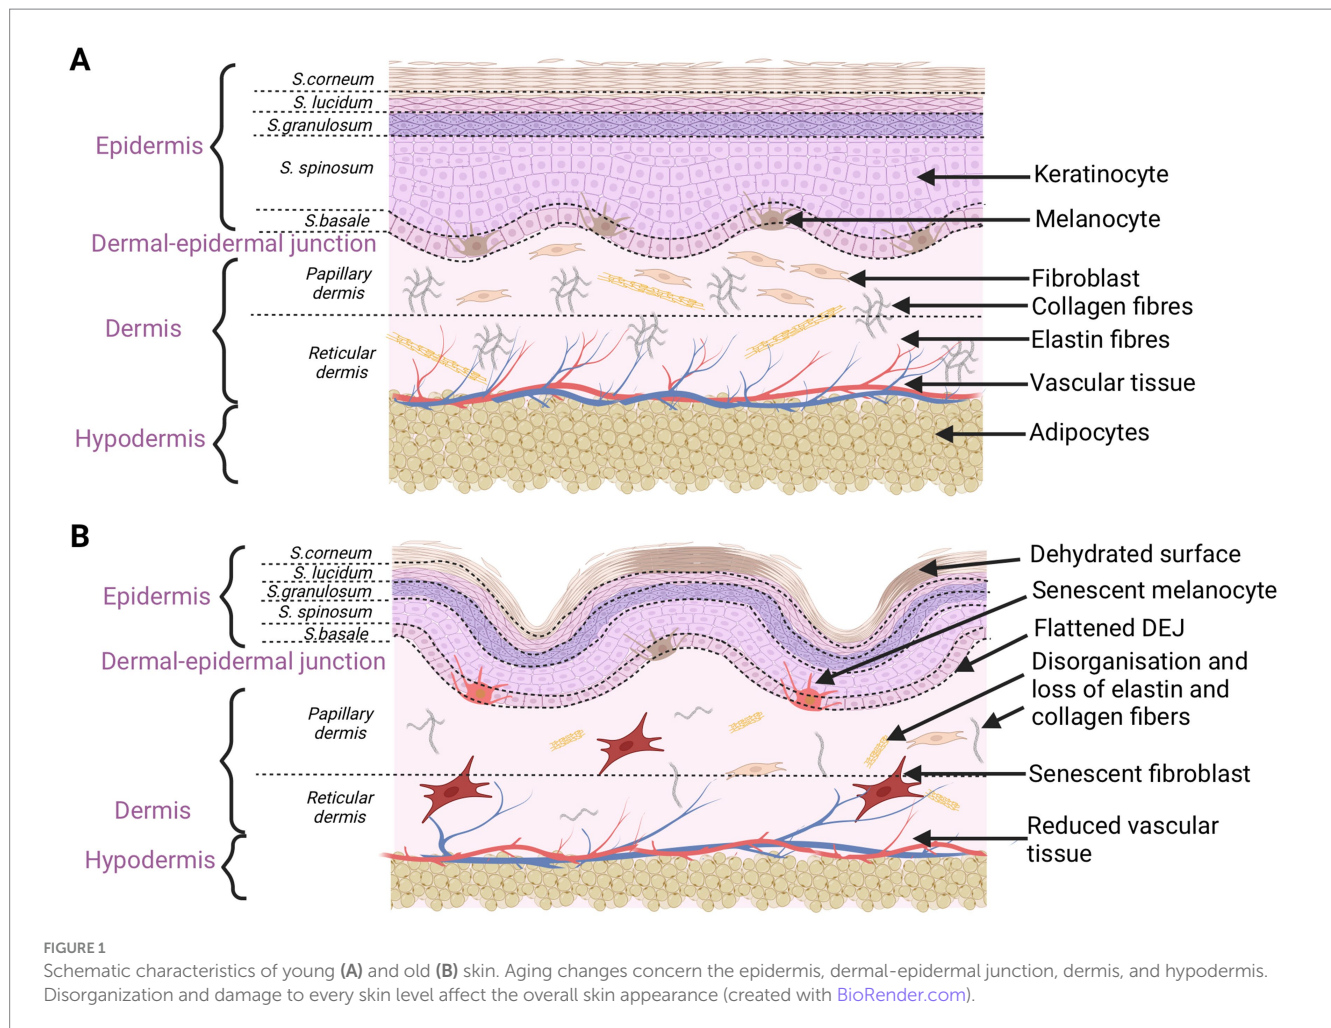 A
S.corneum
S. lucidum
S.granulosum
Epidermis
S. spinosum
Keratinocyte
S.basale
Melanocyte
Dermal-epidermal junction
Papillary
dermis
Fibroblast
Collagen fibres
Dermis
Elastin fibres
Reticular
dermis
Vascular tissue
Hypodermis
Adipocytes
B
S.corneum
Dehydrated surface
S. lucidum
S.granulosum
Senescent melanocyte
Epidermis
S. spinosum
S.basale
Flattened DEJ
Dermal-epidermal junction
Disorganisation and
loss of elastin and
collagen fibers
Papillary
dermis
Senescent fibroblast
Reticular
dermis
Dermis
Reduced vascular
tissue
Hypodermis
FIGURE 1
Schematic characteristics of young (A) and old (B) skin. Aging changes concern the epidermis, dermal-epidermal junction, dermis, and hypodermis.
Disorganization and damage to every skin level affect the overall skin appearance (created with BioRender.com).